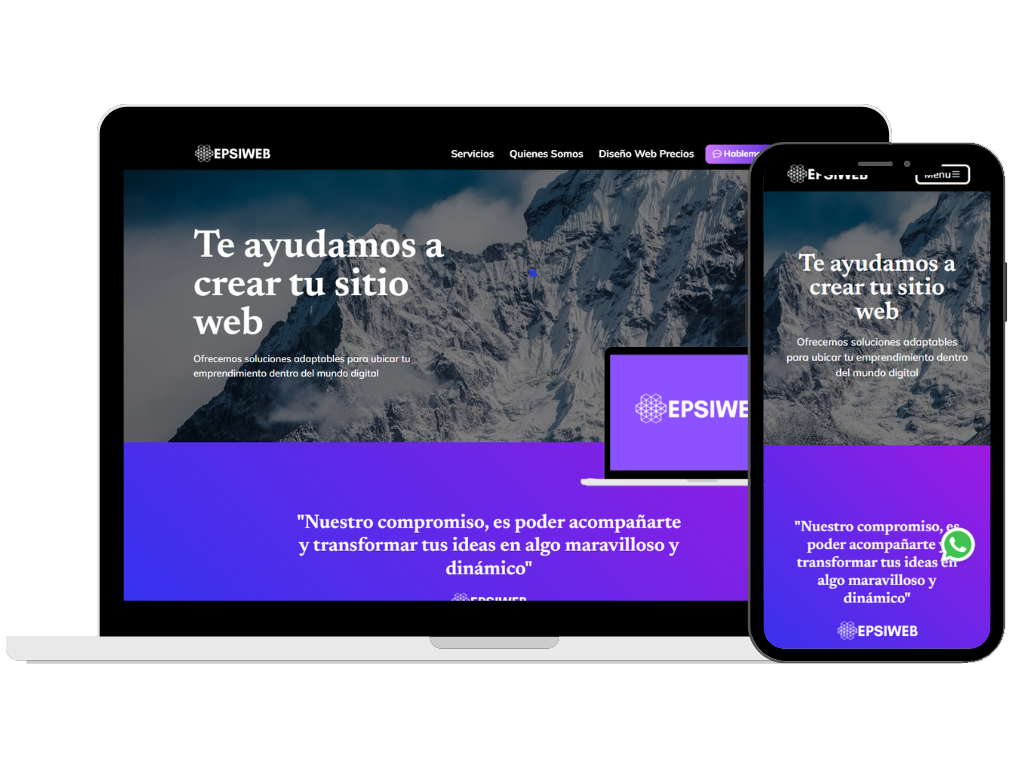 EPSIWEB
Servicios Quienes Somos Diseño Web Precios
Te ayudamos a
crear tu sitio
web
Ofrecemos soluciones adaptables para ubicar tu
emprendimiento dentro del mundo digital
"Nuestro compromiso, es poder acompañarte
y transformar tus ideas en algo maravilloso y
dinámico"
EPSIWEB
EPSIWEB Menu
Te ayudamos a
crear tu sitio
web
Ofrecemos soluciones adaptables
para ubicar tu emprendimiento dentro
del mundo digital
"Nuestro compromiso, es
poder acompañarte y
transformar tus ideas en
algo maravilloso y
dinámico"
EPSIWEB